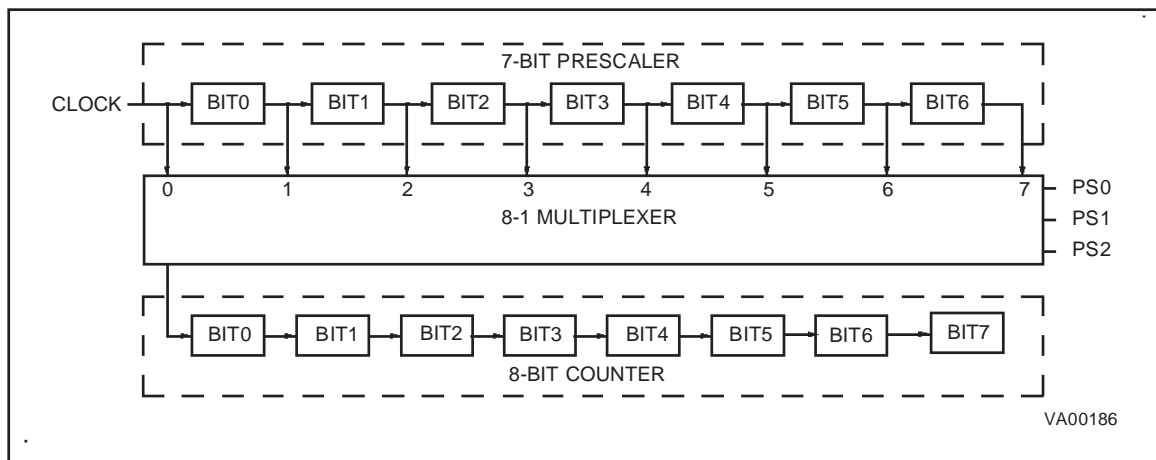 7-BIT PRESCALER
CLOCK BIT0 BIT1 BIT2 BIT3 BIT4 BIT5 BIT6
0 1 2 3 4 5 6 7 PS0
8-1 MULTIPLEXER PS1
PS2
BIT0 BIT1 BIT2 BIT3 BIT4 BIT5 BIT6 BIT7
8-BIT COUNTER
VA00186